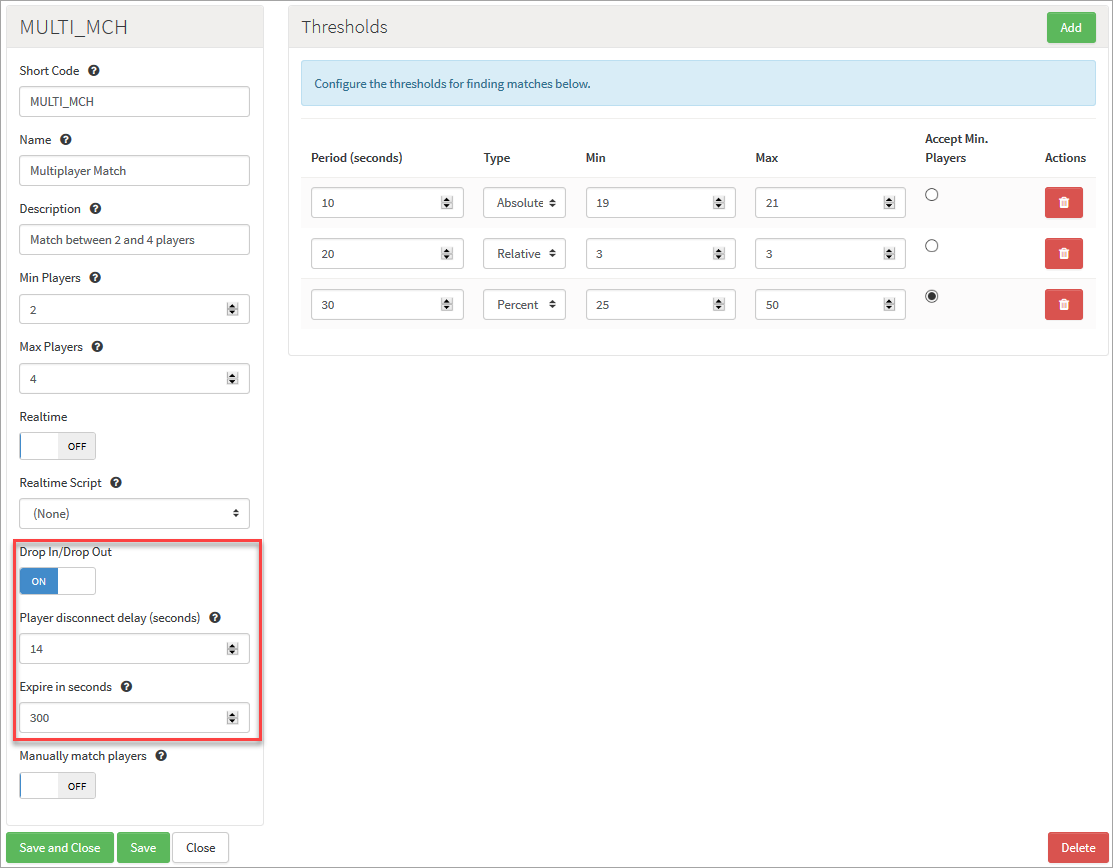 MULTI_MCH
Short Code
MULTI_MCH
Name
Multiplayer Match
Description
Match between 2 and 4 players
Min Players
2
Max Players
4
Realtime
OFF
Realtime Script
(None)
Drop In/Drop Out
ON
Player disconnect delay (seconds)
14
Expire in seconds
300
Manually match players
OFF
Save and Close Save Close
Thresholds
Add
Configure the thresholds for finding matches below.
Period (seconds) Type Min Max Accept Min. Players Actions
10 Absolute 19 21
20 Relative 3 3
30 Percent 25 50
Delete